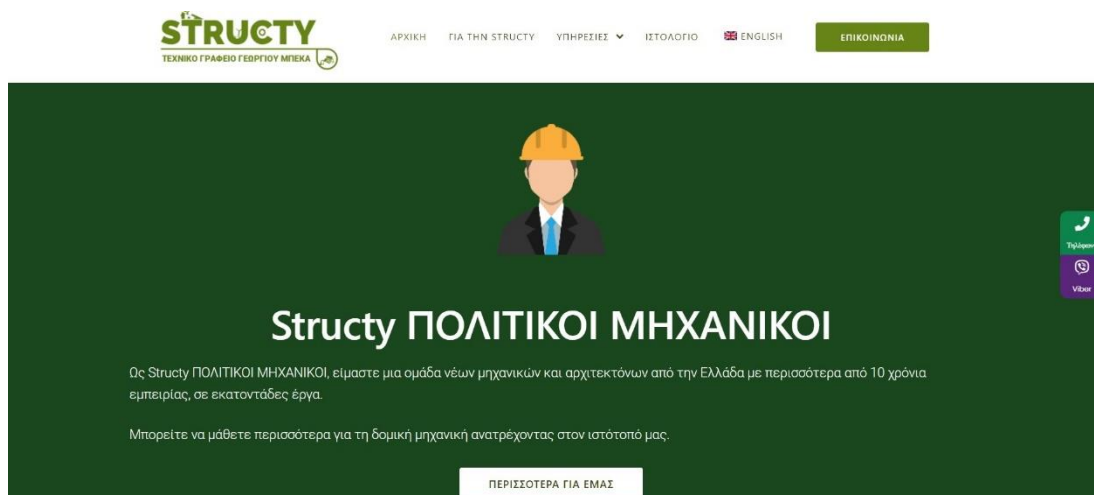 STRUCTY
ΤΕΧΝΙΚΟ ΓΡΑΦΕΙΟ ΓΕΩΡΓΙΟΥ ΜΠΕΚΑ
ΑΡΧΙΚΗ ΓΙΑ ΤΗΝ STRUCTY ΥΠΗΡΕΣΙΕΣ ΙΣΤΟΛΟΓΙΟ ENGLISH ΕΠΙΚΟΙΝΩΝΙΑ
Τηλέφων
Viber
Structy ΠΟΛΙΤΙΚΟΙ ΜΗΧΑΝΙΚΟΙ
Ως Structy ΠΟΛΙΤΙΚΟΙ ΜΗΧΑΝΙΚΟΙ, είμαστε μια ομάδα νέων μηχανικών και αρχιτεκτόνων από την Ελλάδα με περισσότερα από 10 χρόνια
εμπειρίας, σε εκατοντάδες έργα.
Μπορείτε να μάθετε περισσότερα για τη δομική μηχανική ανατρέχοντας στον ιστότοπό μας.
ΠΕΡΙΣΣΟΤΕΡΑ ΓΙΑ ΕΜΑΣ